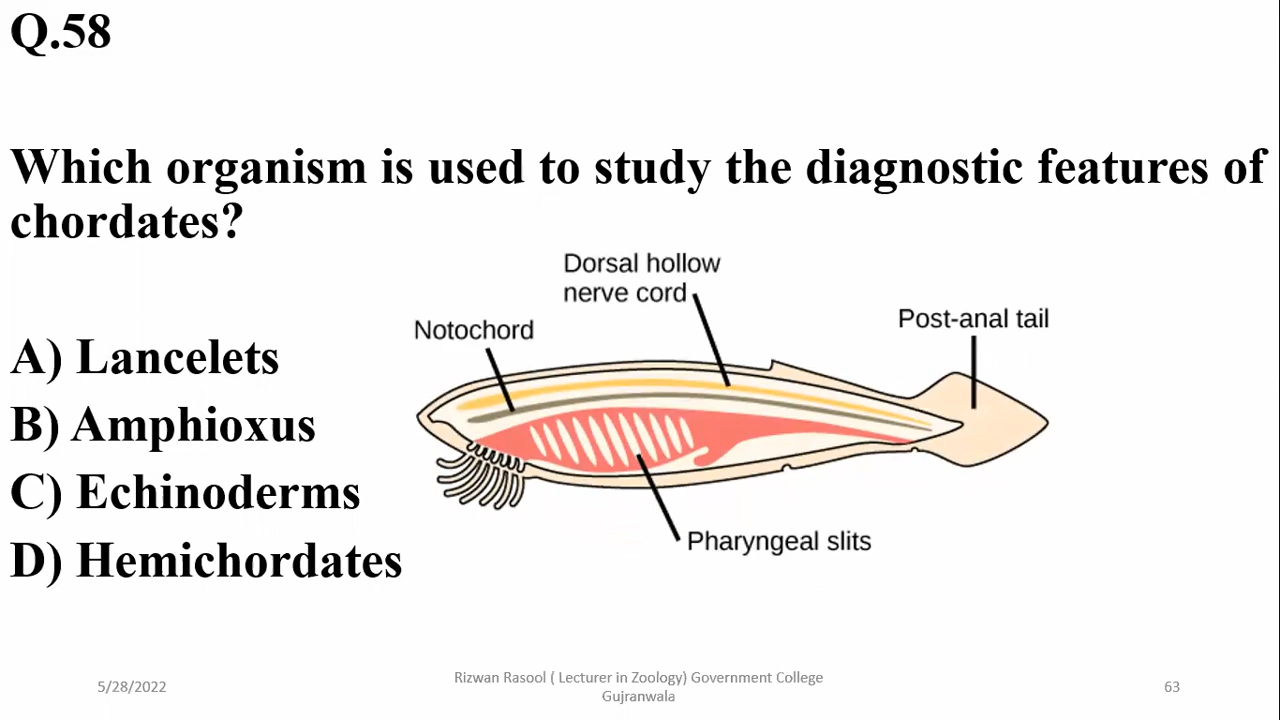 Q.58
Which organism is used to study the diagnostic features of
chordates?
Dorsal hollow
nerve cord
Notochord
Post-anal tail
A) Lancelets
B) Amphioxus
C) Echinoderms
D) Hemichordates
Pharyngeal slits
5/28/2022
Rizwan Rasool ( Lecturer in Zoology) Government College
Gujranwala
63